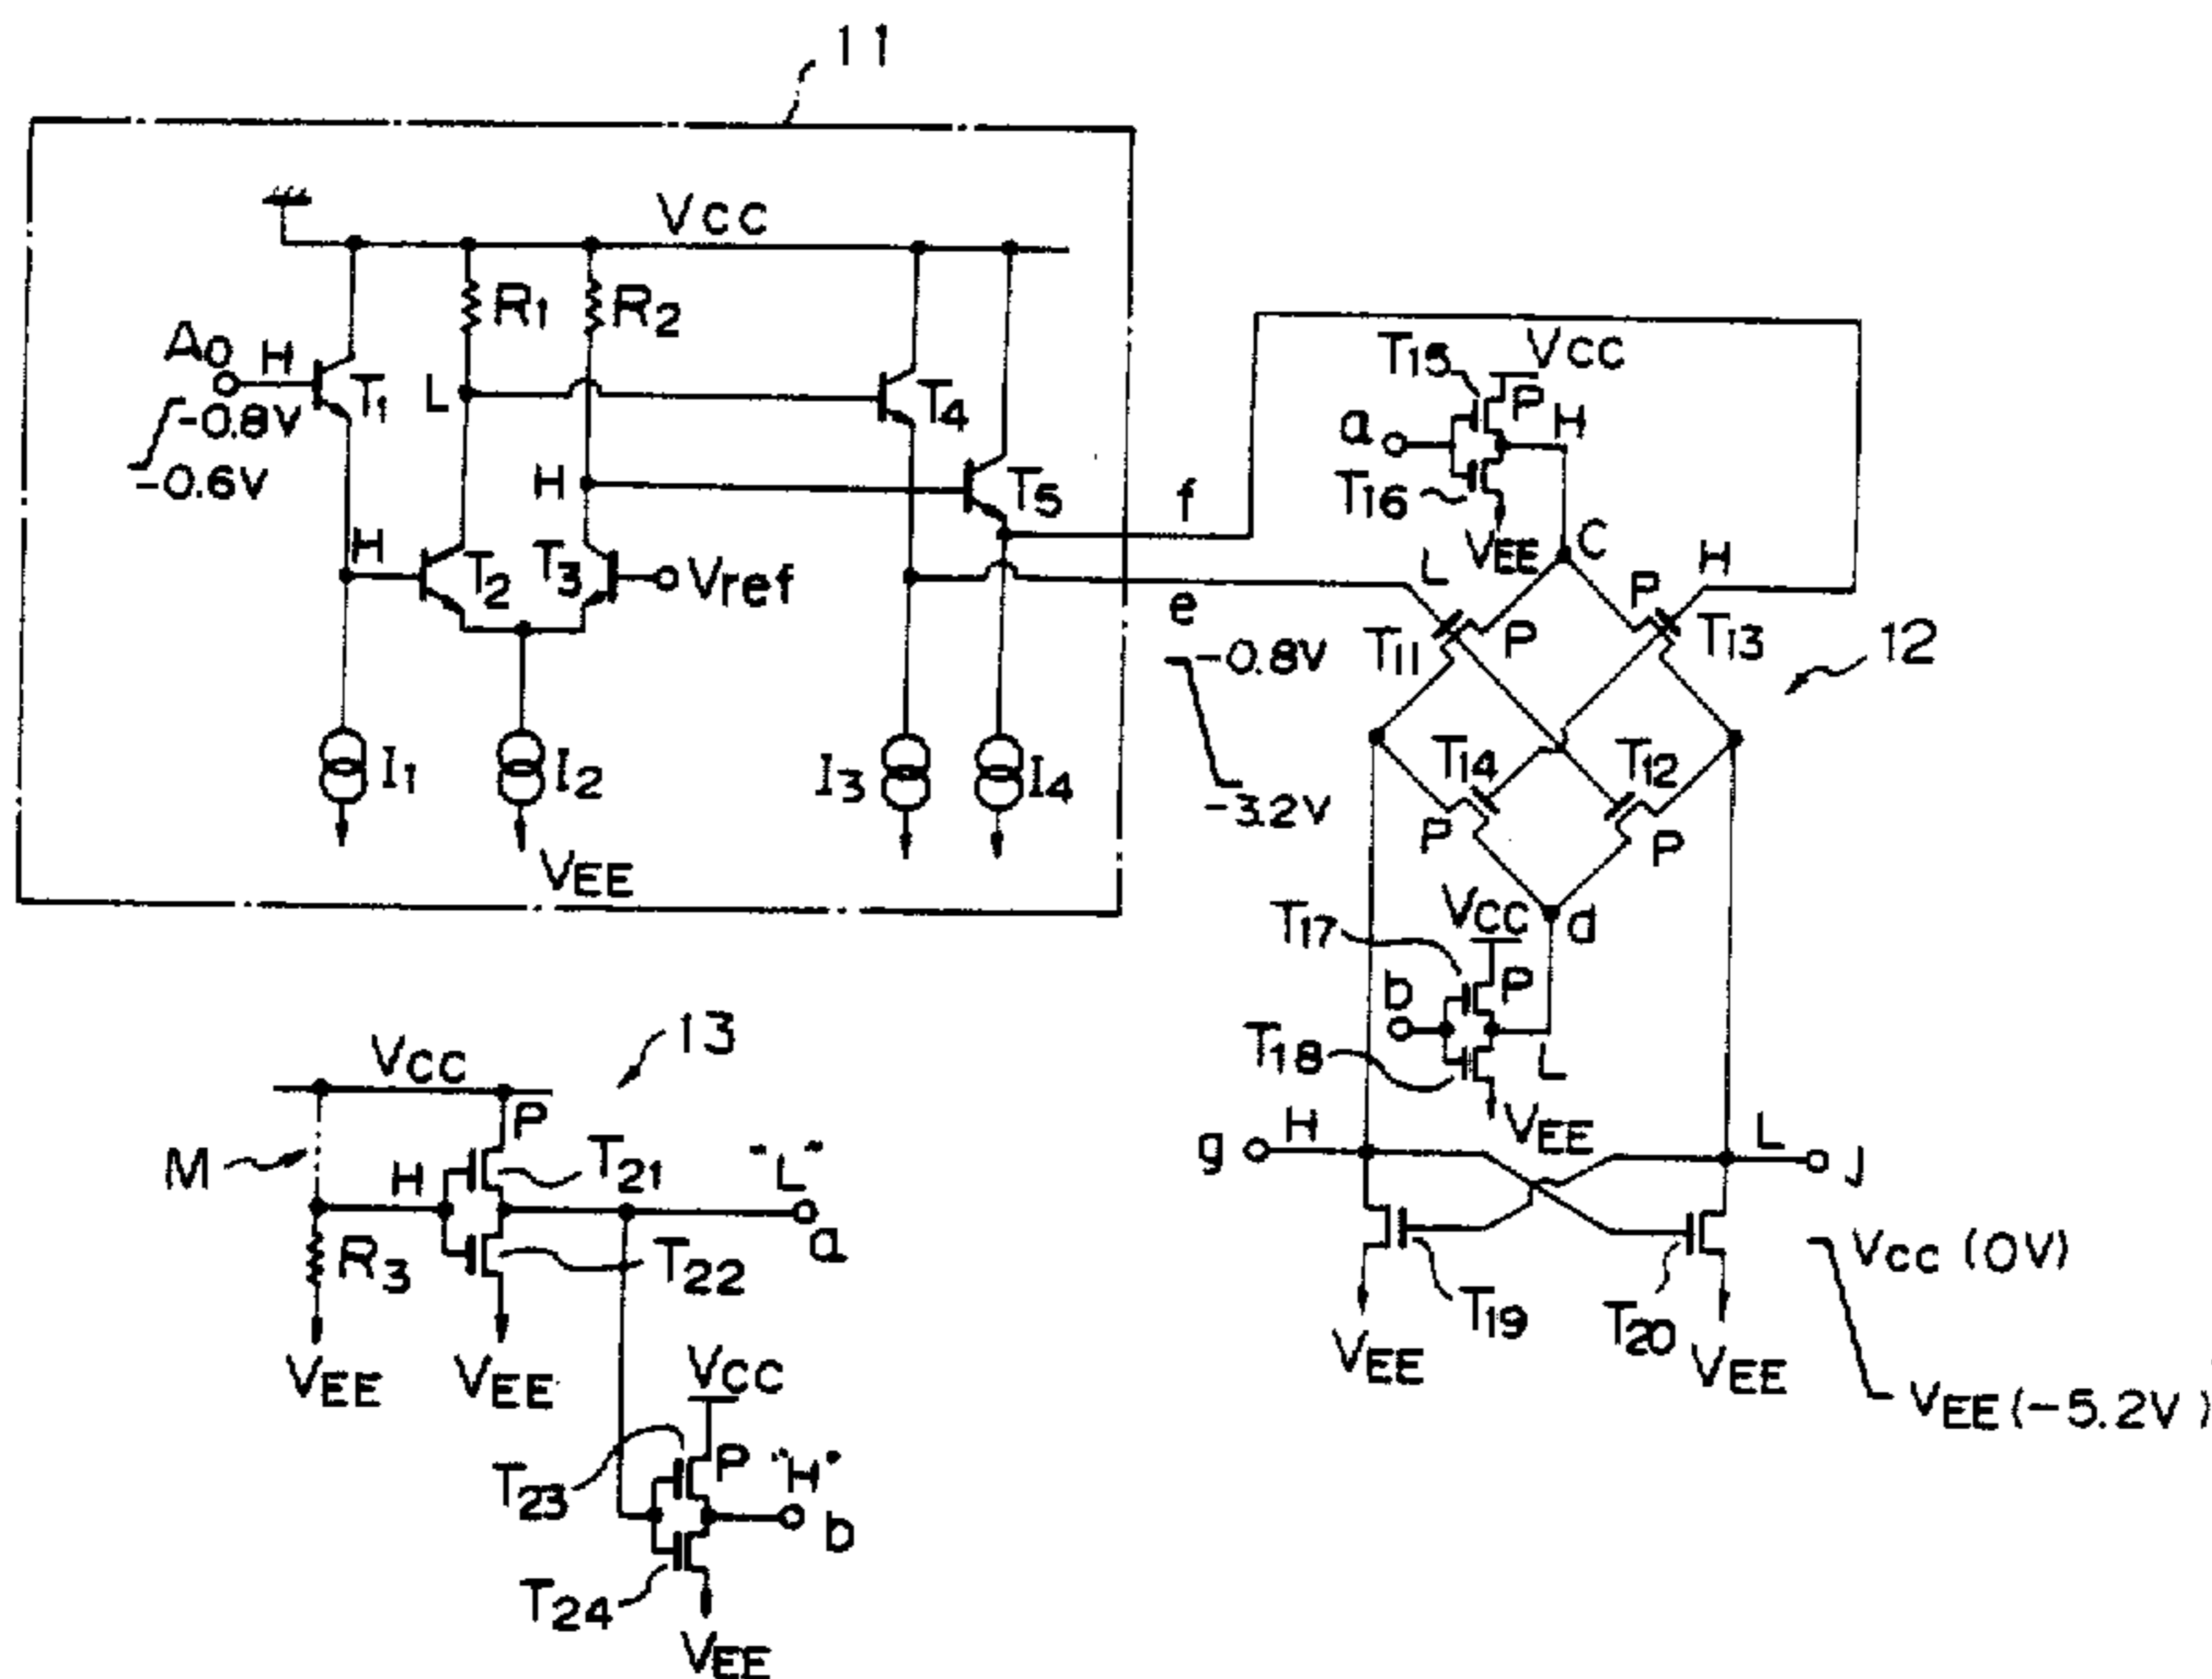 11
VCC
R1
R2
A0
H
T1
-0.8V
-0.6V
L
T4
H
T5
H
T2
T3
Vref
I1
I2
I3
I4
VEE
f
e
-0.8V
-3.2V
T15
VCC
P
H
a
T16
VEE
C
L
P
H
T11
P
T13
12
T14
T12
P
P
VCC
d
T17
b
P
T18
L
VEE
g
H
L
J
T19
T20
VEE
VEE
VCC (0V)
VEE (-5.2V)
13
VCC
P
M
H
T21
"L"
a
R3
T22
VEE
VEE
VCC
T23
P
"H"
b
T24
VEE